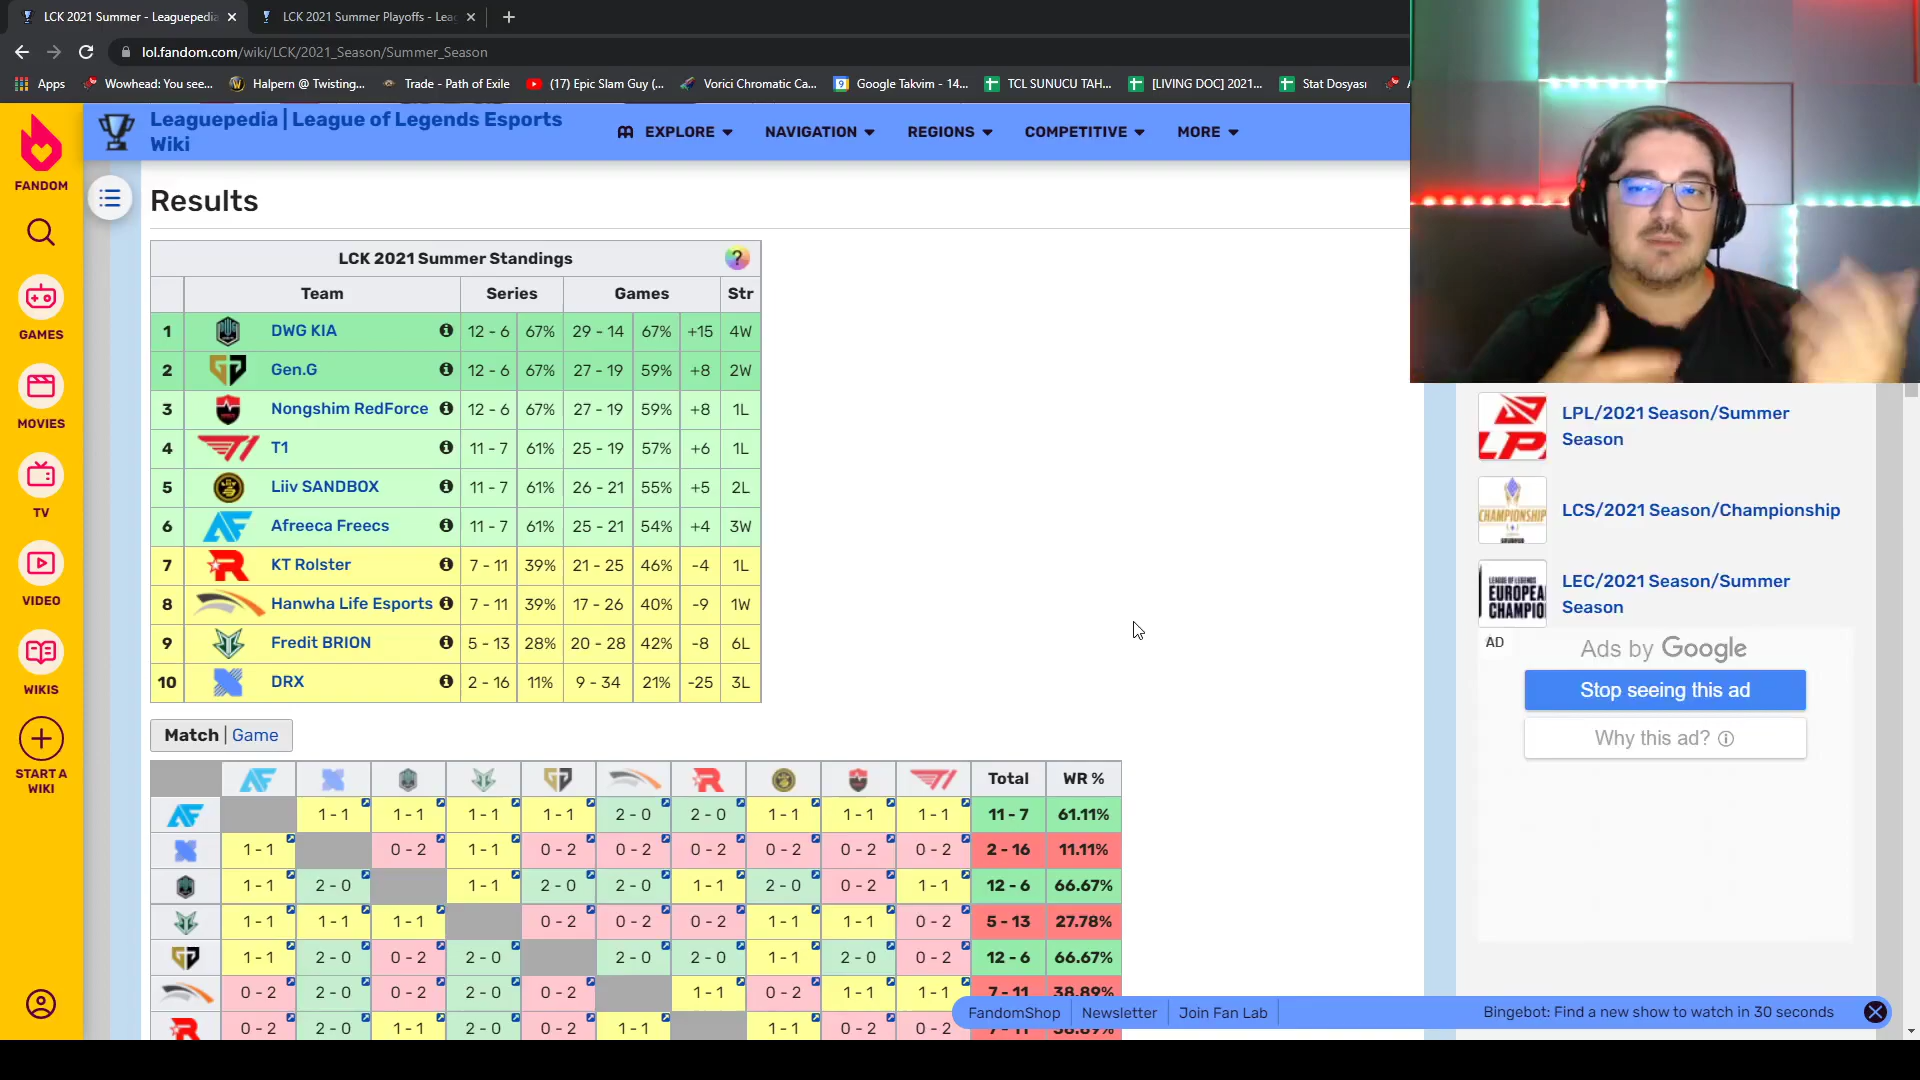 LCK 2021 Summer - Leaguepedia
LCK 2021 Summer Playoffs - Leag
lol.fandom.com/wiki/LCK/2021_Season/Summer_Season
Apps Wowhead: You see... Halpern @ Twisting... Trade - Path of Exile (17) Epic Slam Guy (... Vorici Chromatic Ca... Google Takvim - 14... TCL SUNUCU TAH... [LIVING DOC] 2021... Stat Dosyası
Leaguepedia | League of Legends Esports
Wiki
EXPLORE NAVIGATION REGIONS COMPETITIVE MORE
FANDOM
GAMES
MOVIES
TV
VIDEO
WIKIS
START A
WIKI
Results
LCK 2021 Summer Standings ?
Team Series Games Str
1 DWG KIA 12 - 6 67% 29 - 14 67% +15 4W
2 Gen.G 12 - 6 67% 27 - 19 59% +8 2W
3 Nongshim RedForce 12 - 6 67% 27 - 19 59% +8 1L
4 T1 11 - 7 61% 25 - 19 57% +6 1L
5 Liiv SANDBOX 11 - 7 61% 26 - 21 55% +5 2L
6 Afreeca Freecs 11 - 7 61% 25 - 21 54% +4 3W
7 KT Rolster 7 - 11 39% 21 - 25 46% -4 1L
8 Hanwha Life Esports 7 - 11 39% 17 - 26 40% -9 1W
9 Fredit BRION 5 - 13 28% 20 - 28 42% -8 6L
10 DRX 2 - 16 11% 9 - 34 21% -25 3L
Match | Game
Total WR %
1 - 1 1 - 1 1 - 1 1 - 1 2 - 0 2 - 0 1 - 1 1 - 1 1 - 1 11 - 7 61.11%
1 - 1 0 - 2 1 - 1 0 - 2 0 - 2 0 - 2 0 - 2 0 - 2 0 - 2 2 - 16 11.11%
1 - 1 2 - 0 1 - 1 2 - 0 2 - 0 1 - 1 2 - 0 0 - 2 1 - 1 12 - 6 66.67%
1 - 1 1 - 1 1 - 1 0 - 2 0 - 2 0 - 2 1 - 1 1 - 1 0 - 2 5 - 13 27.78%
1 - 1 2 - 0 0 - 2 2 - 0 2 - 0 2 - 0 1 - 1 2 - 0 0 - 2 12 - 6 66.67%
0 - 2 2 - 0 0 - 2 2 - 0 0 - 2 1 - 1 0 - 2 1 - 1 1 - 1 7 - 11 38.89%
0 - 2 2 - 0 1 - 1 2 - 0 0 - 2 1 - 1 1 - 1 0 - 2 0 - 2 7 - 11 38.89%
LPL/2021 Season/Summer
Season
CHAMPIONSHIP
LCS/2021 Season/Championship
LEAGUE OF LEGENDS
EUROPEA
CHAMPIO
LEC/2021 Season/Summer
Season
AD
Ads by Google
Stop seeing this ad
Why this ad?
FandomShop Newsletter Join Fan Lab
Bingebot: Find a new show to watch in 30 seconds